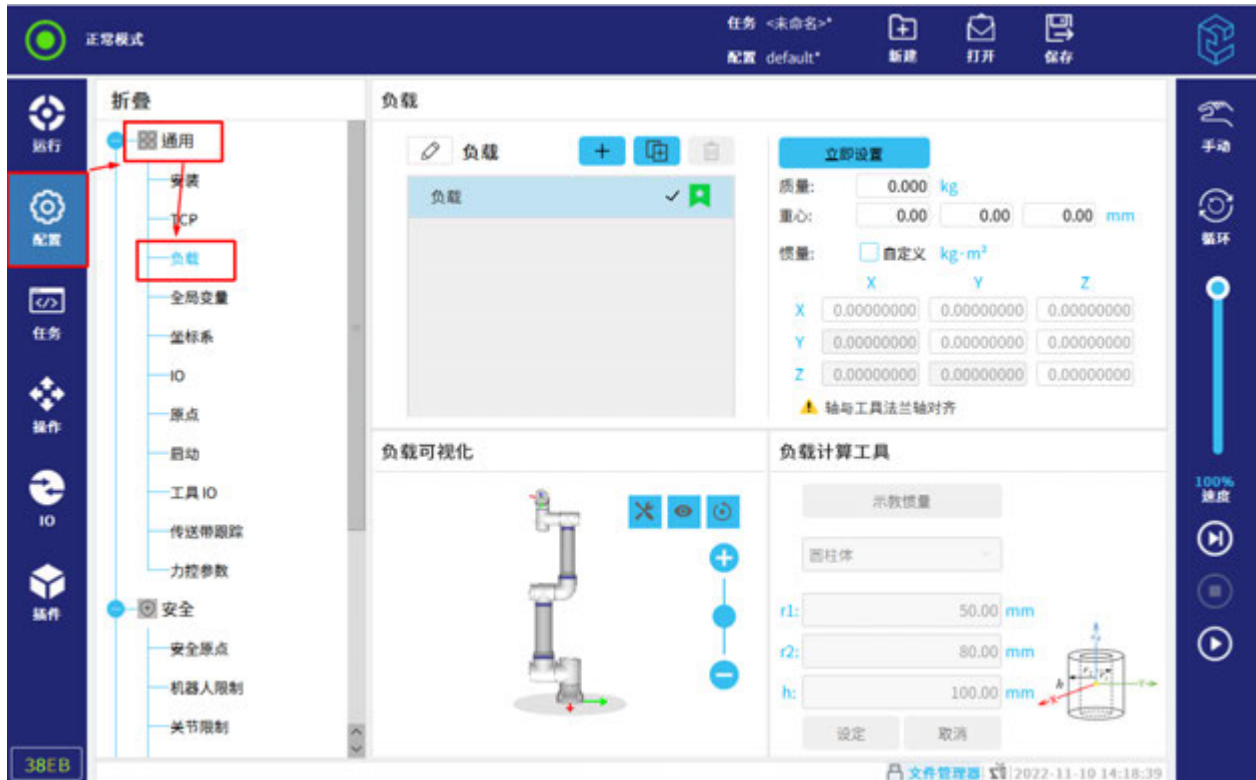 正常模式
任务 <未命名>*
配置 default*
新建
打开
保存
运行
配置
任务
操作
IO
插件
38EB
折叠
通用
安装
TCP
负载
全局变量
坐标系
IO
原点
启动
工具 IO
传送带跟踪
力控参数
安全
安全原点
机器人限制
关节限制
负载
负载
负载
立即设置
质量: 0.000 kg
重心: 0.00 0.00 0.00 mm
惯量: 自定义 kg·m²
X Y Z
X 0.00000000 0.00000000 0.00000000
Y 0.00000000 0.00000000 0.00000000
Z 0.00000000 0.00000000 0.00000000
轴与工具法兰轴对齐
负载可视化
负载计算工具
示教惯量
圆柱体
r1: 50.00 mm
r2: 80.00 mm
h: 100.00 mm
设定 取消
手动
循环
100%
速度
文件管理器 2022-11-10 14:18:39